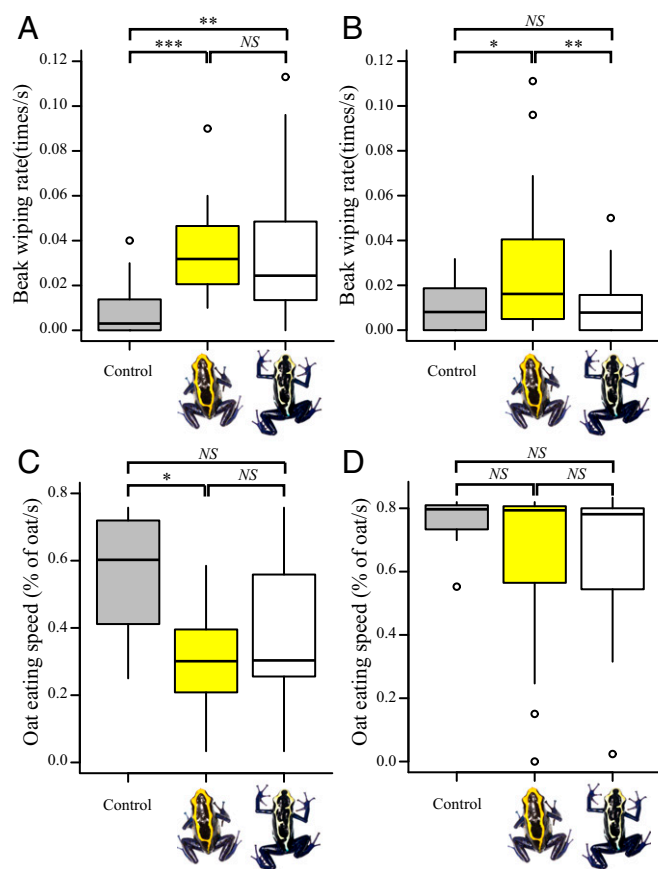 A
B
**
***
NS
NS
*
**
Beak wiping rate(times/s)
0.12
0.10
0.08
0.06
0.04
0.02
0.00
Control
Beak wiping rate(times/s)
0.12
0.10
0.08
0.06
0.04
0.02
0.00
Control
C
D
NS
*
NS
NS
NS
NS
Oat eating speed (% of oat/s)
0.8
0.6
0.4
0.2
0.0
Control
Oat eating speed (% of oat/s)
0.8
0.6
0.4
0.2
0.0
Control